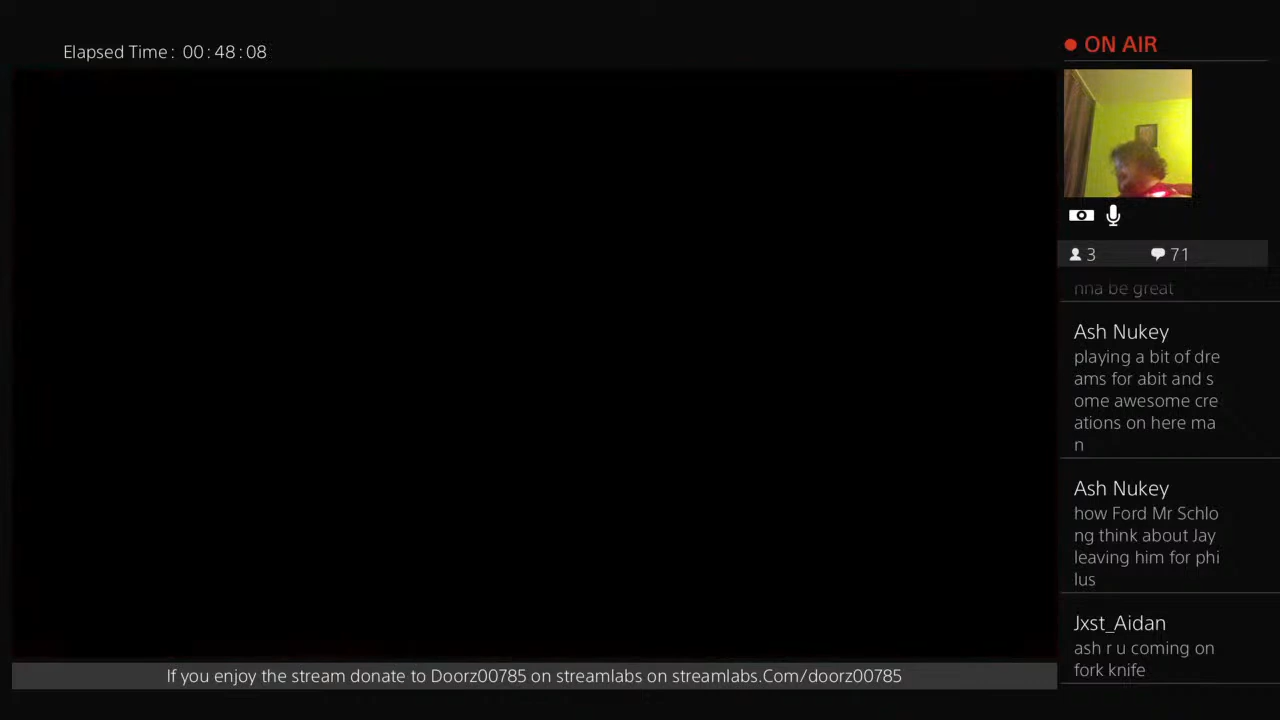 Elapsed Time: 00:48:08
ON AIR
3 71
nna be great
Ash Nukey
playing a bit of dre
ams for abit and s
ome awesome cre
ations on here ma
n
Ash Nukey
how Ford Mr Schlo
ng think about Jay
leaving him for phi
lus
Jxst_Aidan
ash r u coming on
fork knife
If you enjoy the stream donate to Doorz00785 on streamlabs on streamlabs.Com/doorz00785